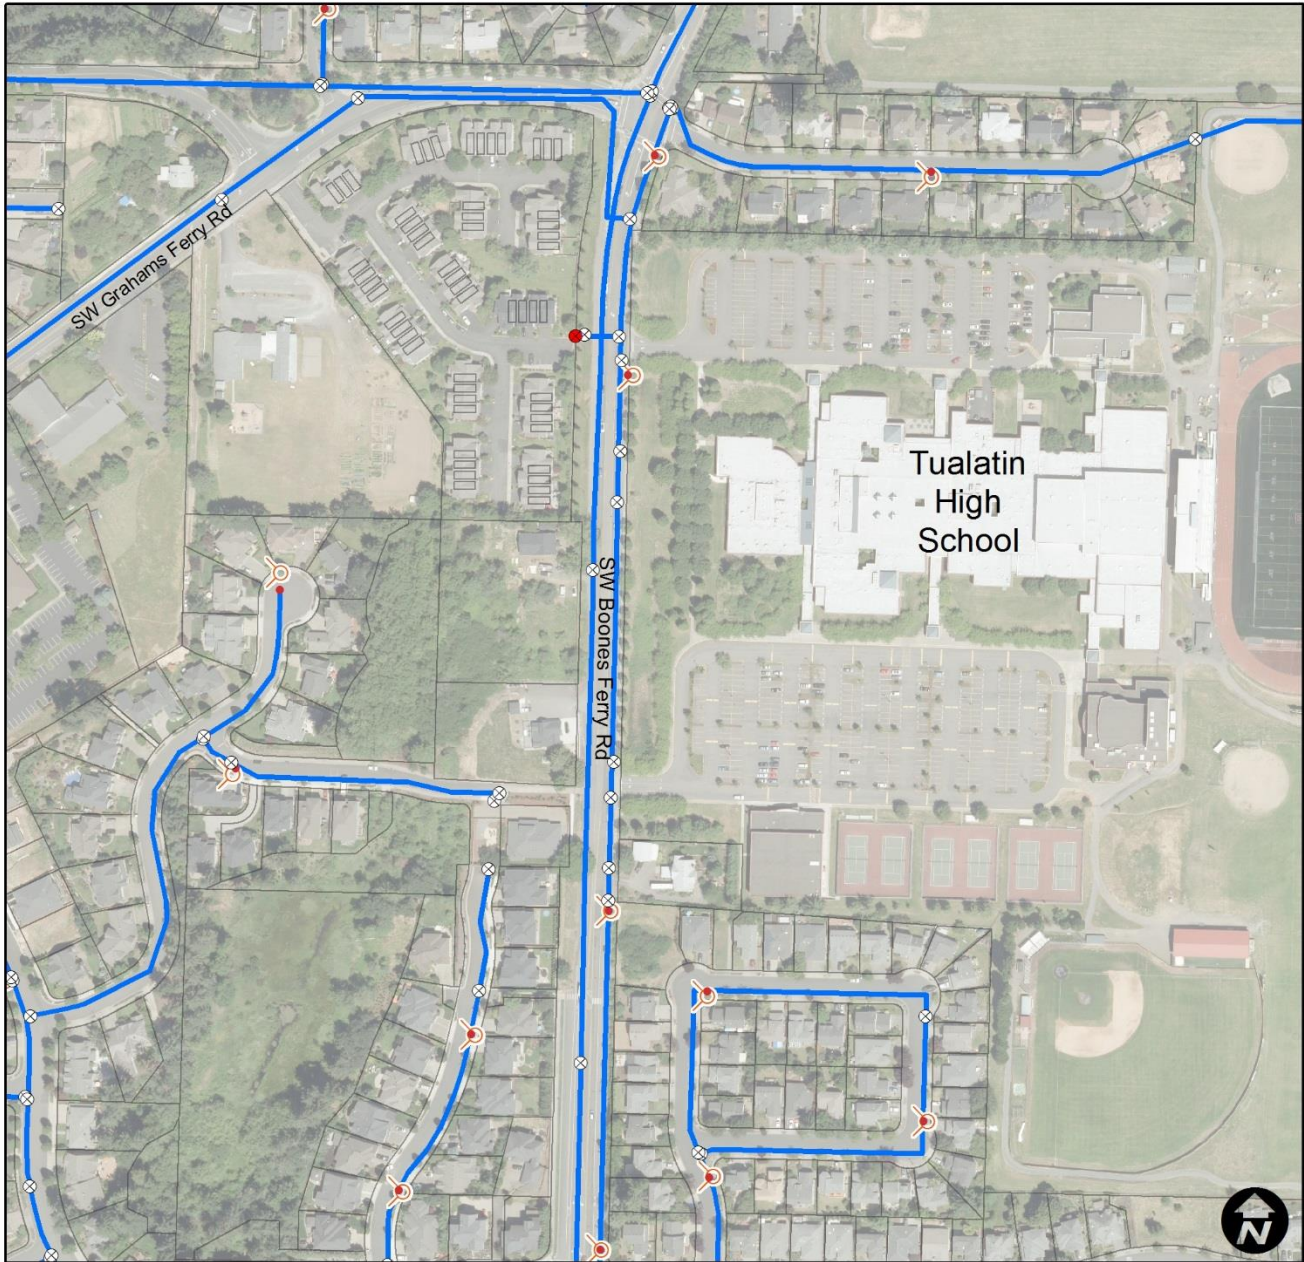 SW Grahams Ferry Rd
Tualatin
High
School
SW Boones Ferry Rd
N